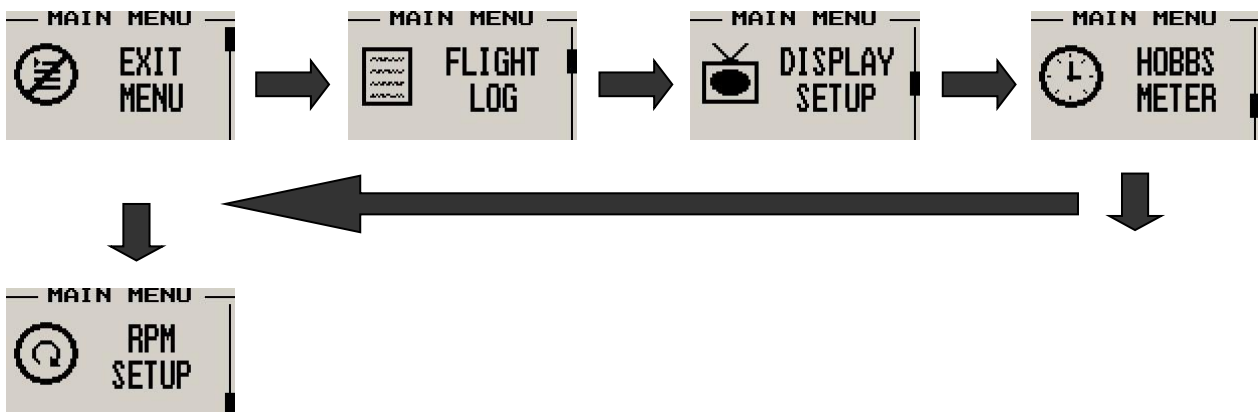 MAIN MENU
EXIT
MENU
MAIN MENU
FLIGHT
LOG
MAIN MENU
DISPLAY
SETUP
MAIN MENU
HOBBS
METER
MAIN MENU
RPM
SETUP